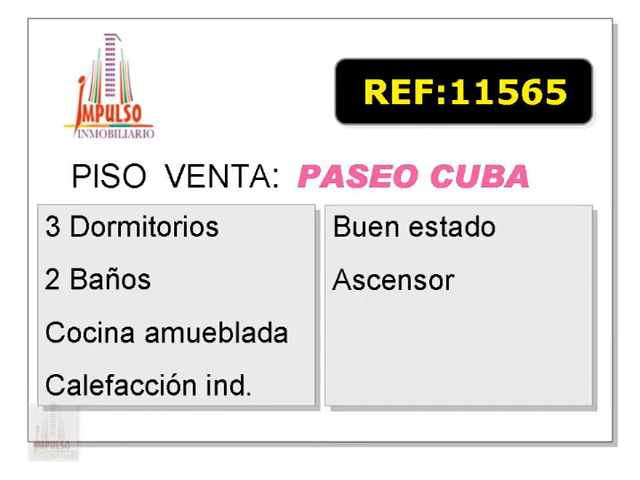 IMPULSO
INMOBILIARIO
REF:11565
PISO VENTA: PASEO CUBA
3 Dormitorios
2 Baños
Cocina amueblada
Calefacción ind.
Buen estado
Ascensor
IMPULSO